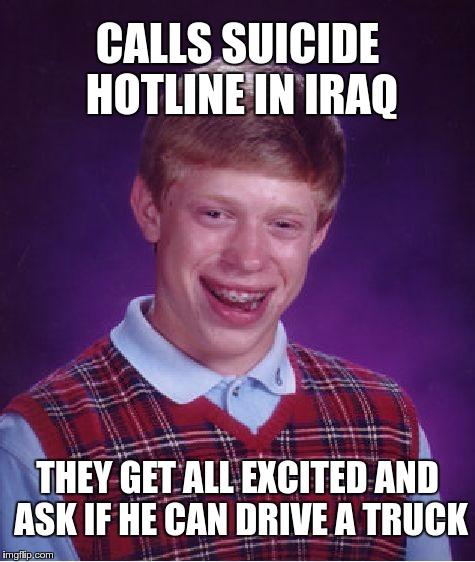 CALLS SUICIDE
HOTLINE IN IRAQ
THEY GET ALL EXCITED AND
ASK IF HE CAN DRIVE A TRUCK
imgflip.com